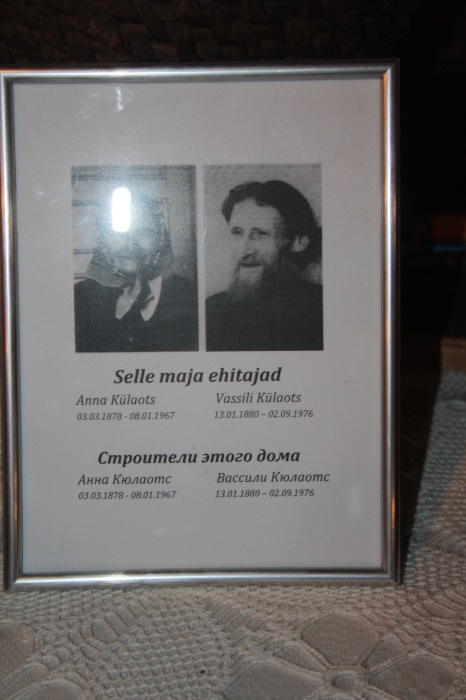 Selle maja ehitajad
Anna Külaots Vassili Külaots
03.03.1878 - 08.01.1967 13.01.1880 – 02.09.1976
Строители этого дома
Анна Кюлаотс Вассили Кюлаотс
03.03.1878 - 08.01.1967 13.01.1880 – 02.09.1976